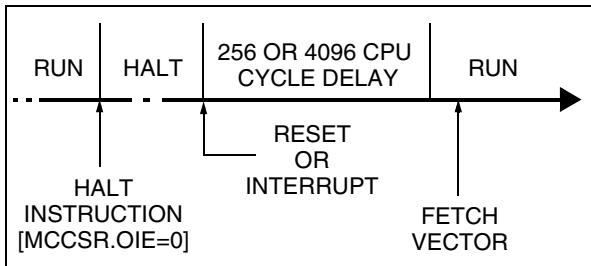 RUN
HALT
256 OR 4096 CPU
CYCLE DELAY
RUN
RESET
OR
INTERRUPT
HALT
INSTRUCTION
[MCCSR.OIE=0]
FETCH
VECTOR